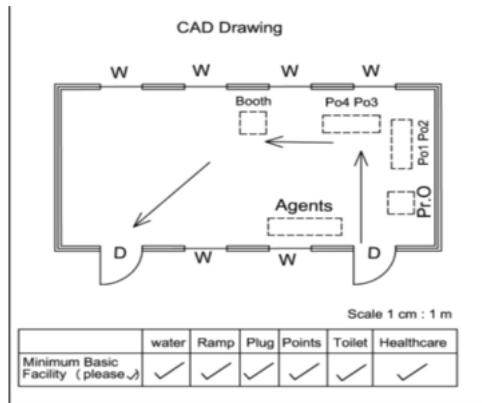 CAD Drawing
W W W W
Booth Po4 Po3
Po1 Po2
Pr.O
Agents
D W W D
Scale 1 cm : 1 m
water Ramp Plug Points Toilet Healthcare
Minimum Basic
Facility (please ✓) ✓ ✓ ✓ ✓ ✓ ✓